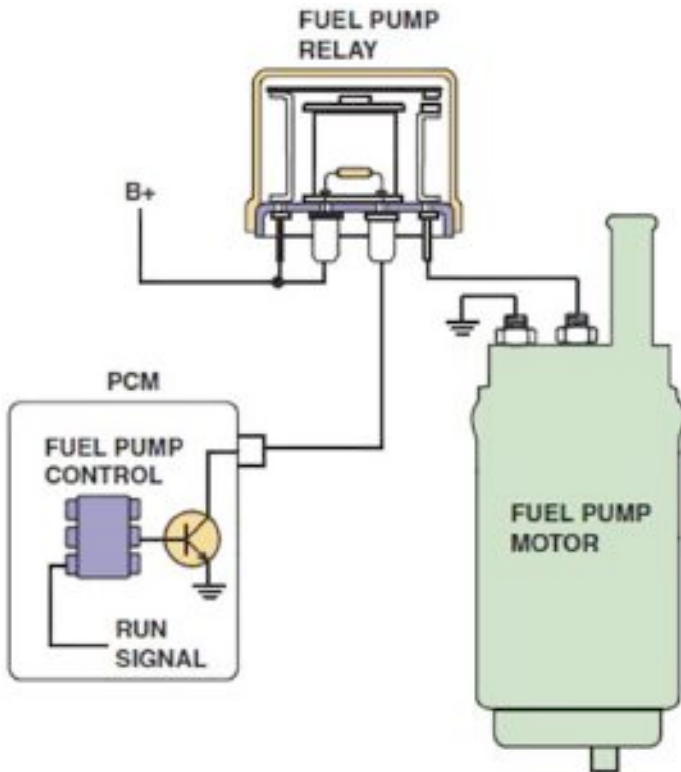 FUEL PUMP
RELAY
B+
PCM
FUEL PUMP
CONTROL
RUN
SIGNAL
FUEL PUMP
MOTOR